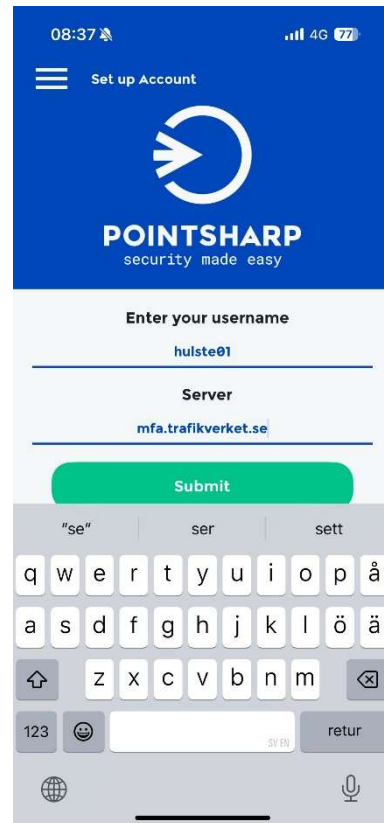 08:37 4G 77
Set up Account
POINTSHARP
security made easy
Enter your username
hulste01
Server
mfa.trafikverket.se
Submit
"se" ser sett
q w e r t y u i o p å
a s d f g h j k l ö ä
z x c v b n m
123 SV EN retur